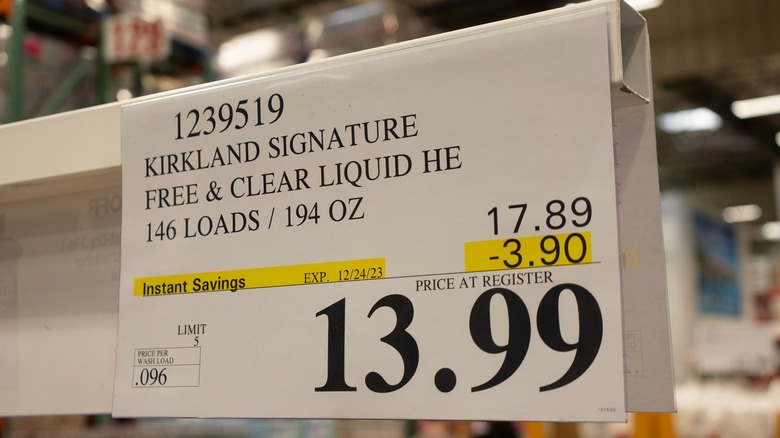 1239519
KIRKLAND SIGNATURE
FREE & CLEAR LIQUID HE
146 LOADS / 194 OZ
17.89
-3.90
Instant Savings EXP. 12/24/23
PRICE AT REGISTER
13.99
LIMIT
5
PRICE PER
WASH LOAD
.096